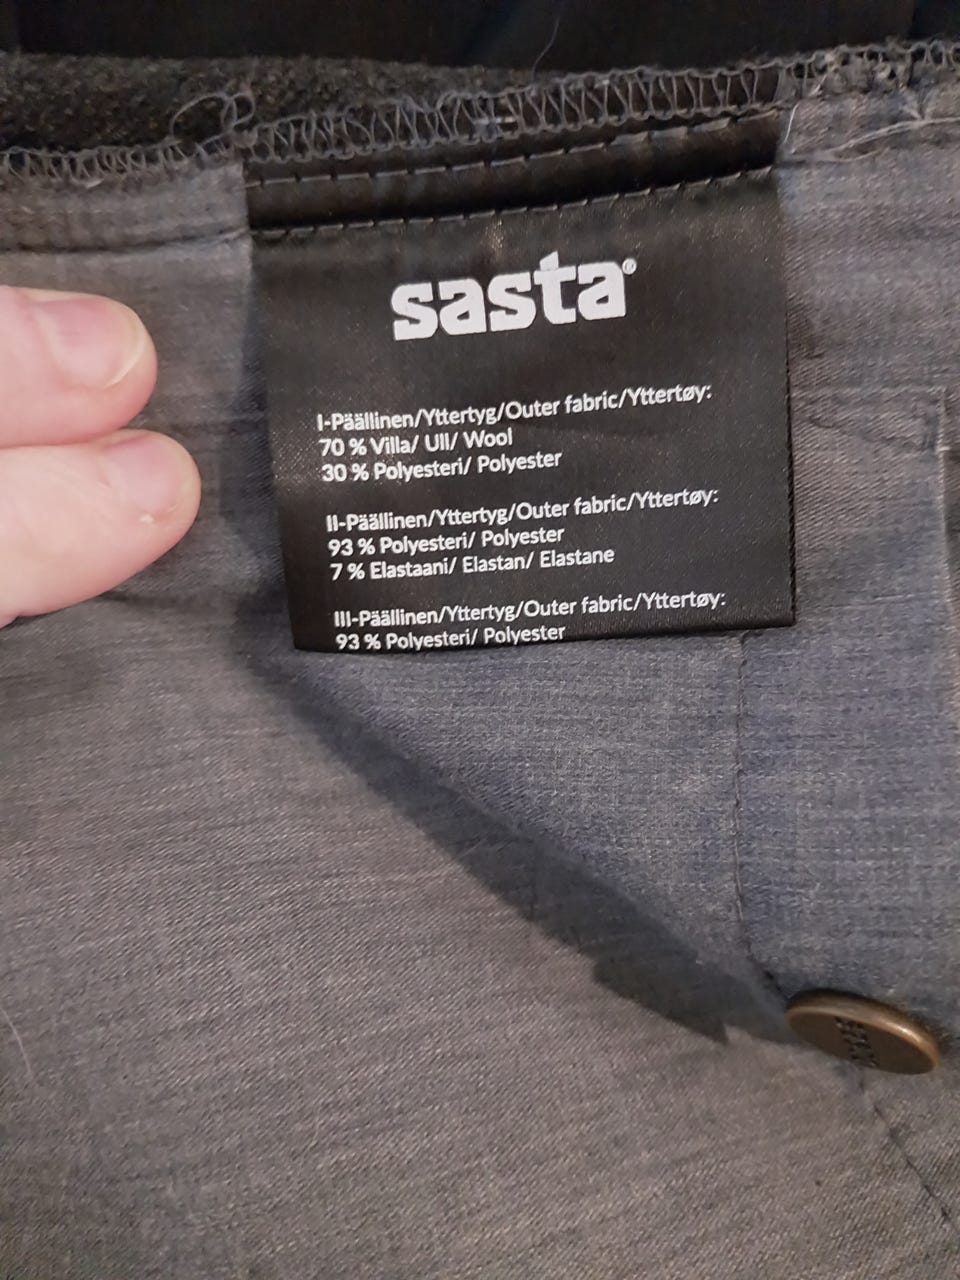 sasta®
I-Päällinen/Yttertyg/Outer fabric/Yttertøy:
70 % Villa/ Ull/ Wool
30 % Polyesteri/ Polyester
II-Päällinen/Yttertyg/Outer fabric/Yttertøy:
93 % Polyesteri/ Polyester
7 % Elastaani/ Elastan/ Elastane
III-Päällinen/Yttertyg/Outer fabric/Yttertøy:
93 % Polyesteri/ Polyester